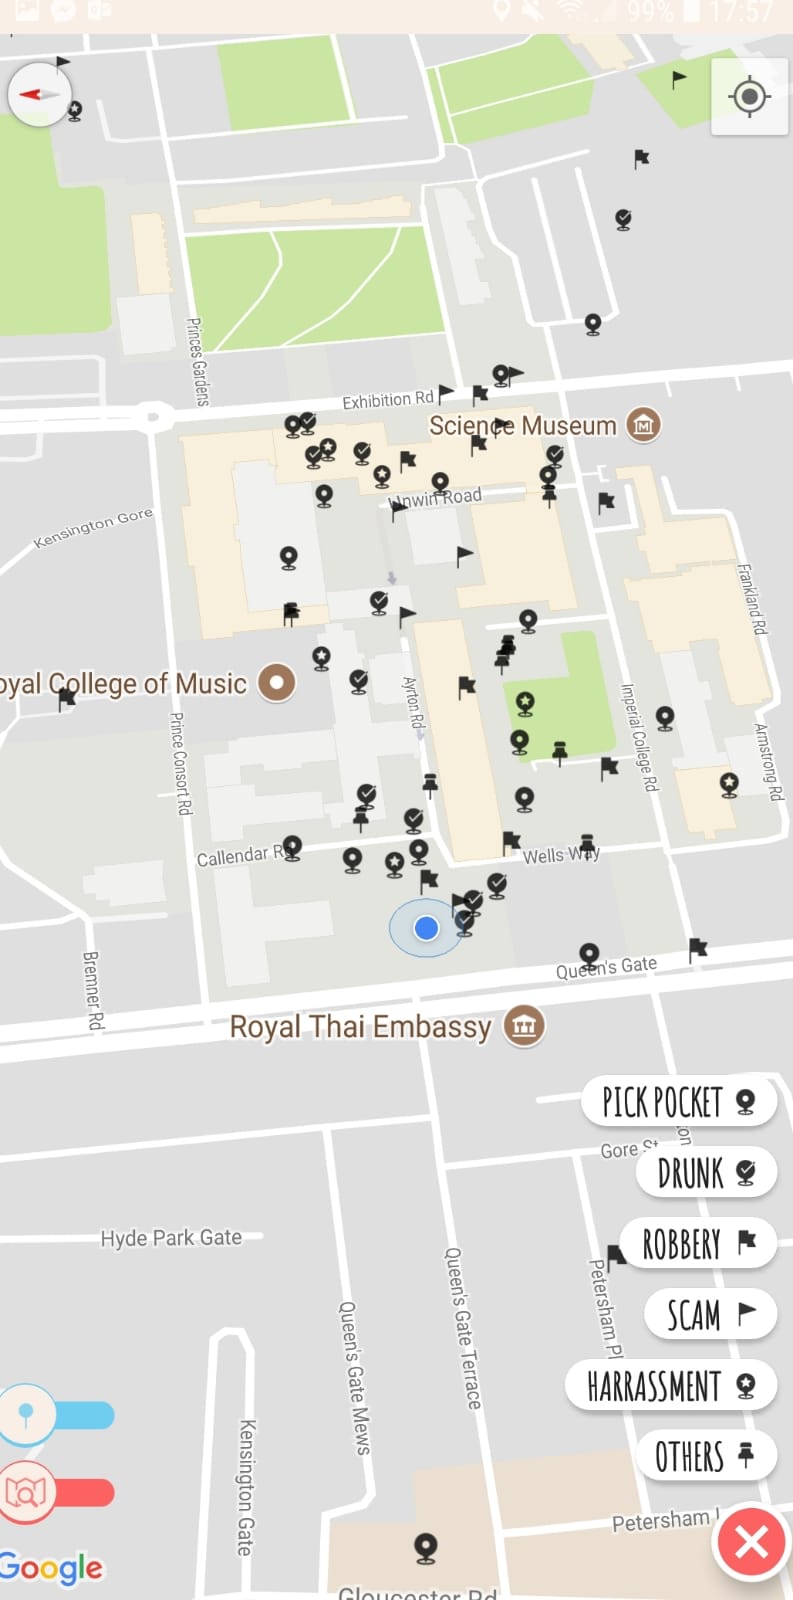 99% 17:57
Princes Gardens
Exhibition Rd
Science Museum
Unwin Road
Kensington Gore
Frankland Rd
oyal College of Music
Ayrton Rd
Imperial College Rd
Prince Consort Rd
Armstrong Rd
Callendar R
Wells Way
Bremner Rd
Queen's Gate
Royal Thai Embassy
PICK POCKET
on
Gore St
DRUNK
Hyde Park Gate
ROBBERY
Queen's Gate Terrace
Petersham Pl
Queen's Gate Mews
SCAM
HARRASSMENT
Kensington Gate
OTHERS
Petersham
Google
Gloucester Rd